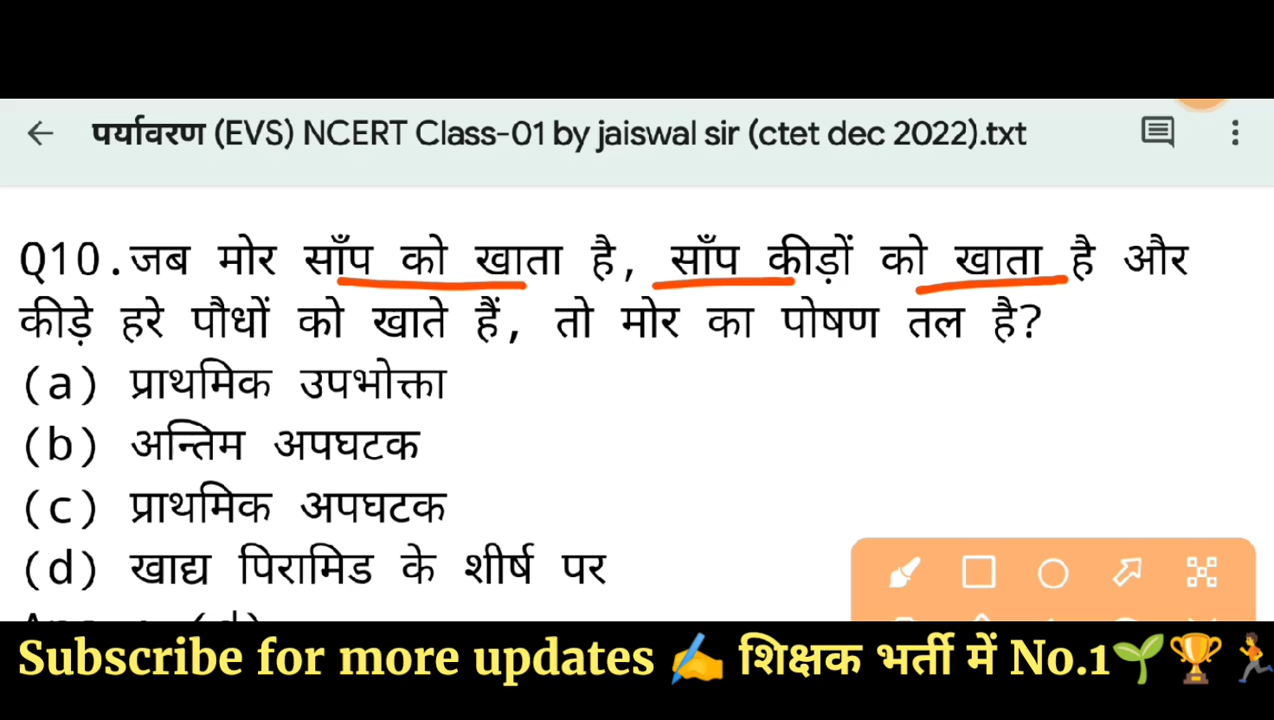 पर्यावरण (EVS) NCERT Class-01 by jaiswal sir (ctet dec 2022).txt
Q10.जब मोर साँप को खाता है, साँप कीड़ों को खाता है और
कीड़े हरे पौधों को खाते हैं, तो मोर का पोषण तल है?
(a) प्राथमिक उपभोक्ता
(b) अन्तिम अपघटक
(c) प्राथमिक अपघटक
(d) खाद्य पिरामिड के शीर्ष पर
Subscribe for more updates ✍️ शिक्षक भर्ती में No.1🌱🏆🏃